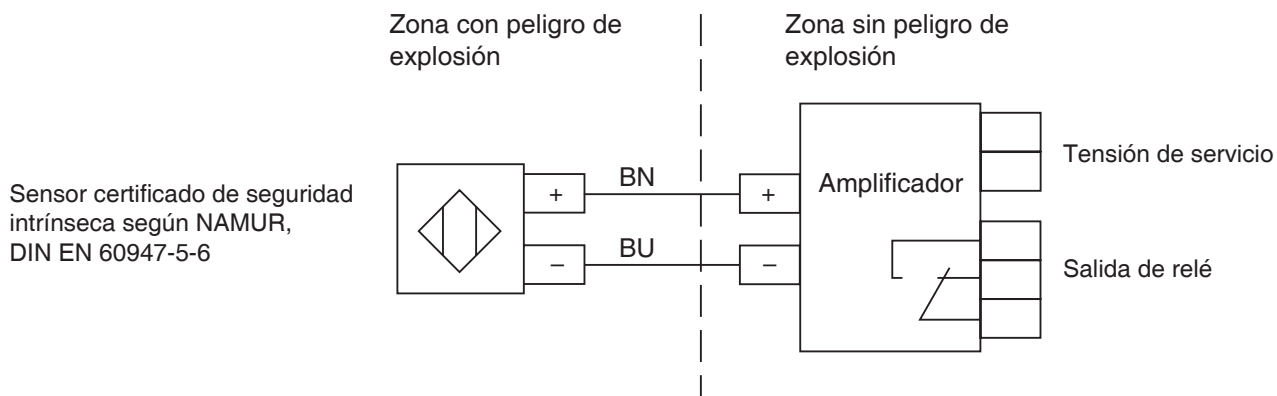 Zona con peligro de
explosión
Zona sin peligro de
explosión
Sensor certificado de seguridad
intrínseca según NAMUR,
DIN EN 60947-5-6
+
BN
+
–
BU
–
Amplificador
Tensión de servicio
Salida de relé